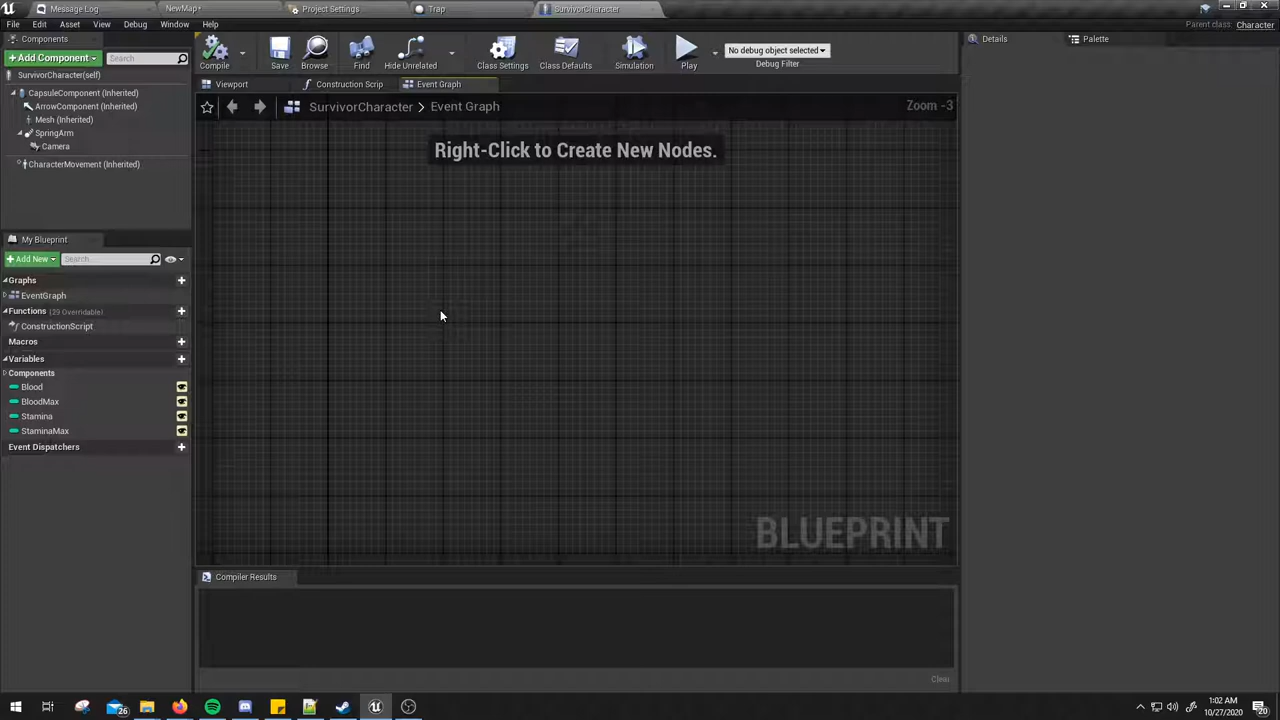 Message Log
NewMap*
Project Settings
Trap
SurvivorCharacter
File
Edit
Asset
View
Debug
Window
Help
Parent class: Character
Components
Add Component
Search
SurvivorCharacter(self)
CapsuleComponent (Inherited)
ArrowComponent (Inherited)
Mesh (Inherited)
SpringArm
Camera
CharacterMovement (Inherited)
Compile
Save
Browse
Find
Hide Unrelated
Class Settings
Class Defaults
Simulation
Play
No debug object selected
Debug Filter
Details
Palette
Viewport
Construction Scrip
Event Graph
SurvivorCharacter > Event Graph
Zoom -3
Right-Click to Create New Nodes.
My Blueprint
Add New
Search...
Graphs
EventGraph
Functions (29 Overridable)
ConstructionScript
Macros
Variables
Components
Blood
BloodMax
Stamina
StaminaMax
Event Dispatchers
BLUEPRINT
Compiler Results
Clear
26
1:02 AM
10/27/2020
20